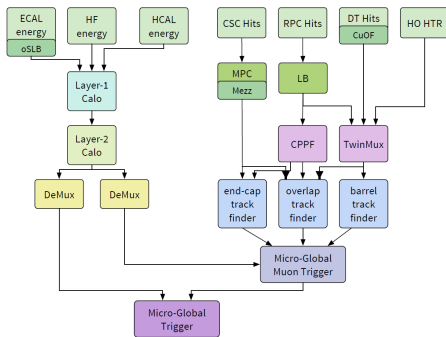 ECAL
energy
oSLB
HF
energy
HCAL
energy
CSC Hits
RPC Hits
DT Hits
CuOF
HO HTR
MPC
Mezz
LB
Layer-1
Calo
Layer-2
Calo
CPPF
TwinMux
DeMux
DeMux
end-cap
track
finder
overlap
track
finder
barrel
track
finder
Micro-Global
Muon Trigger
Micro-Global
Trigger